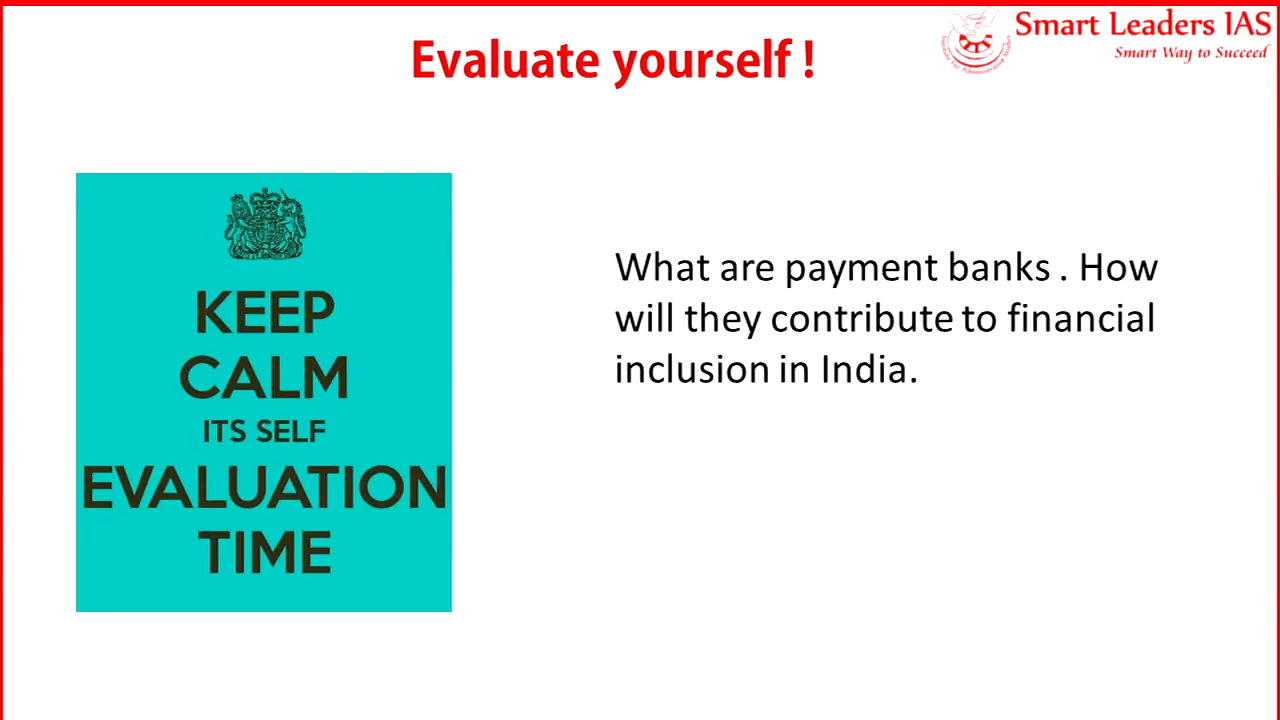 Smart Leaders IAS
Smart Way to Succeed
Evaluate yourself !
KEEP
CALM
ITS SELF
EVALUATION
TIME
What are payment banks . How
will they contribute to financial
inclusion in India.